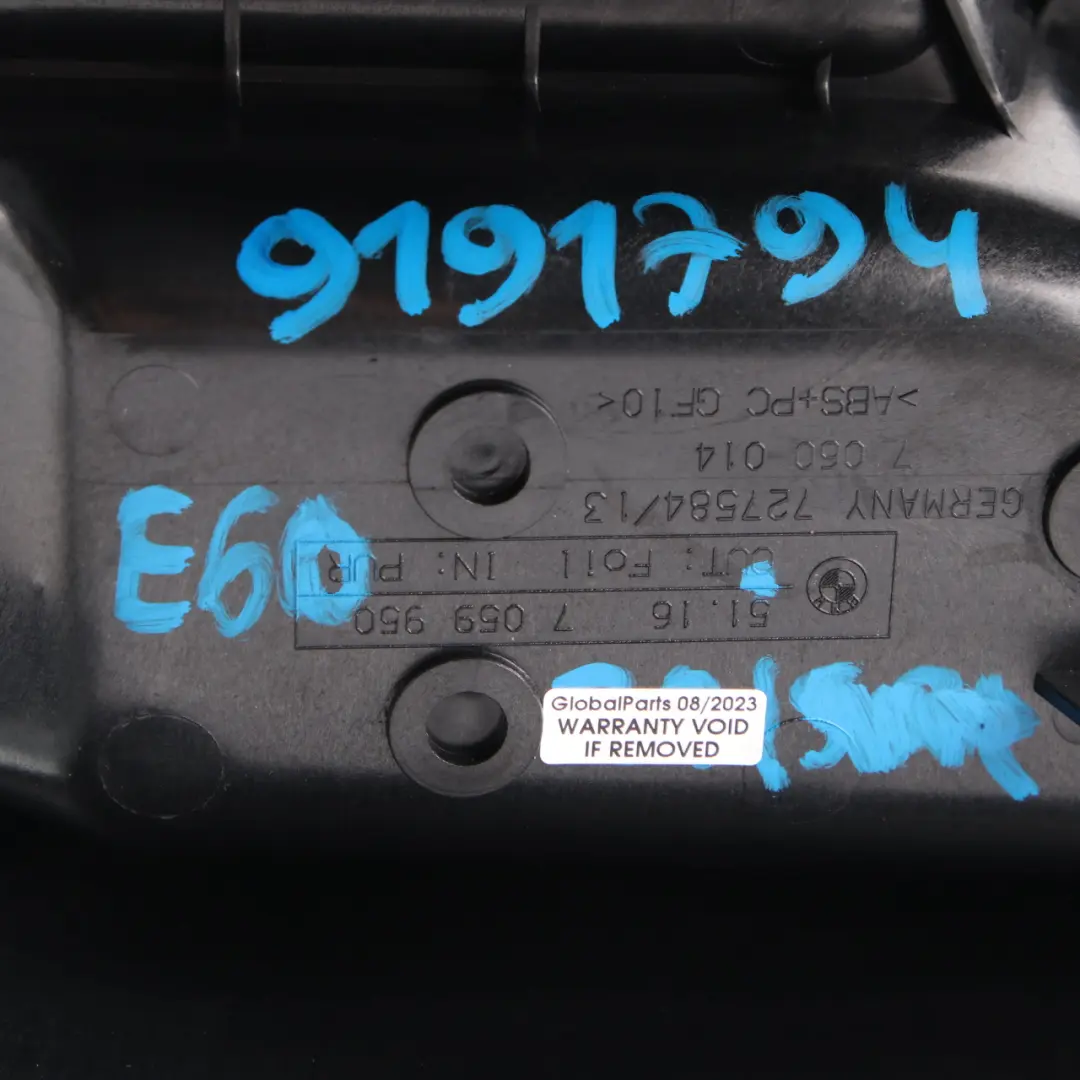 9191794
>ABS+PC GF10<
7 060 014
GERMANY 727584/13
E60
OUT: Foil IN: PUR
51.16 7 059 950
GlobalParts 08/2023
WARRANTY VOID
IF REMOVED